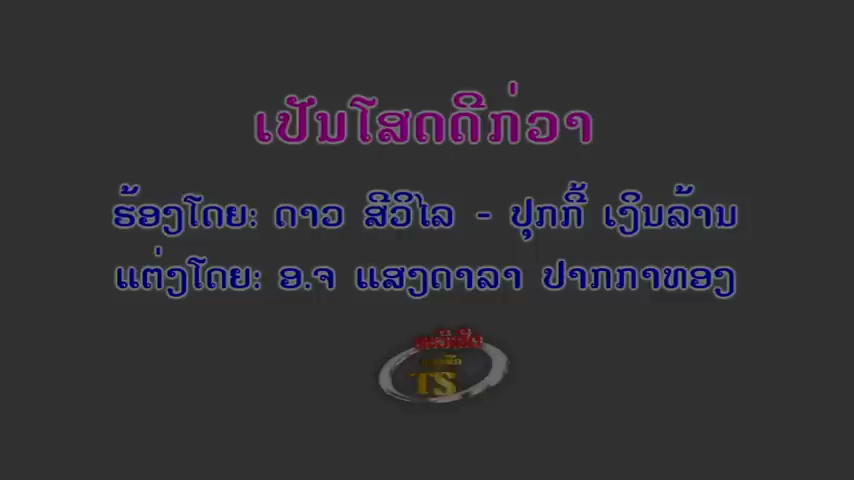 ເປັນໂສດດີກ່ວາ
ຮ້ອງໂດຍ: ດາວ ສີວິໄລ - ປຸກກີ້ ເງິນລ້ານ
ແຕ່ງໂດຍ: ອ.ຈ ແສງດາລາ ປາກກາທອງ
TS